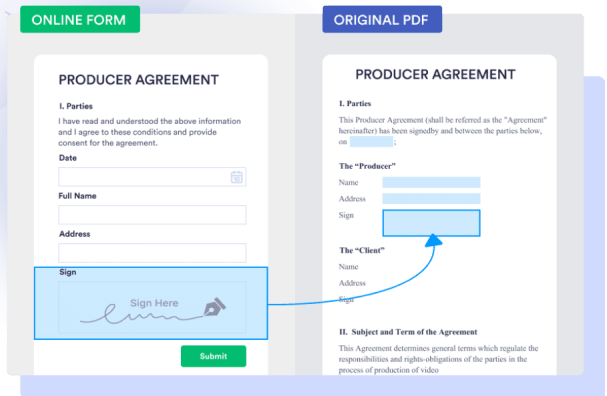 ONLINE FORM
PRODUCER AGREEMENT
I. Parties
I have read and understood the above information
and I agree to these conditions and provide
consent for the agreement.
Date
Full Name
Address
Sign
Sign Here
Submit
ORIGINAL PDF
PRODUCER AGREEMENT
I. Parties
This Producer Agreement (shall be referred as the "Agreement"
hereinafter) has been signedby and between the parties below,
on ;
The “Producer”
Name
Address
Sign
The “Client”
Name
Address
Sign
II. Subject and Term of the Agreement
This Agreement determines general terms which regulate the
responsibilities and rights-obligations of the parties in the
process of production of video